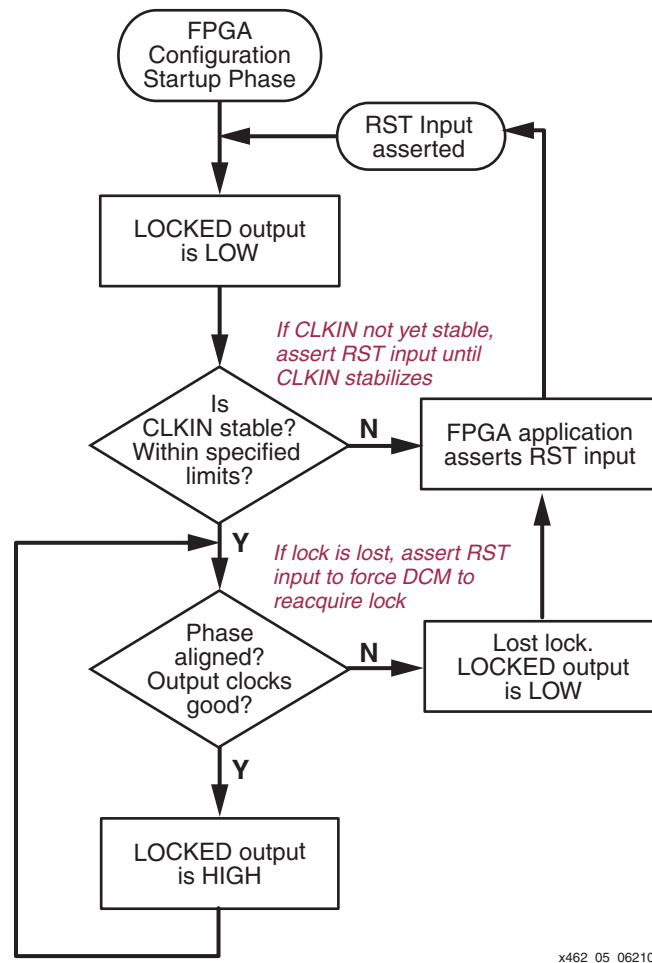 FPGA
Configuration
Startup Phase
RST Input
asserted
LOCKED output
is LOW
If CLKIN not yet stable,
assert RST input until
CLKIN stabilizes
Is
CLKIN stable?
Within specified
limits?
N
FPGA application
asserts RST input
Y
If lock is lost, assert RST
input to force DCM to
reacquire lock
Phase
aligned?
Output clocks
good?
N
Lost lock.
LOCKED output
is LOW
Y
LOCKED output
is HIGH
x462_05_06210